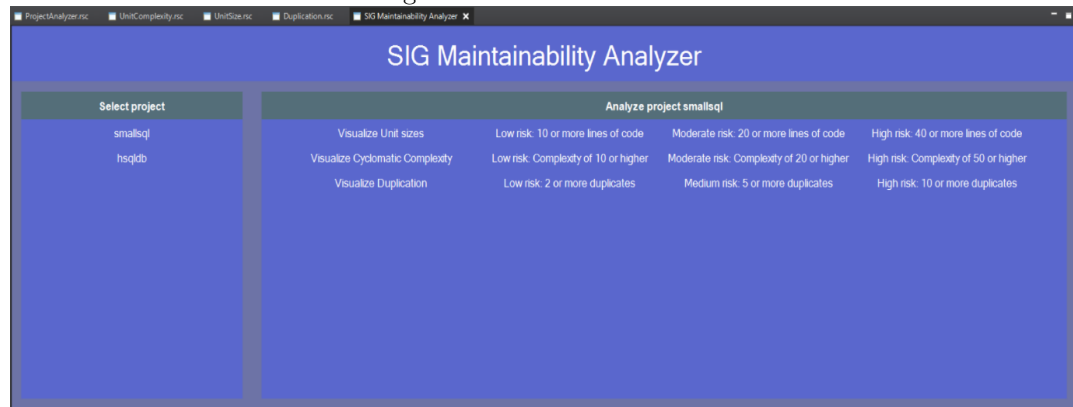 ProjectAnalyzer.rsc UnitComplexity.rsc UnitSize.rsc Duplication.rsc SIG Maintainability Analyzer
SIG Maintainability Analyzer
Select project
smallsql
hsqldb
Analyze project smallsql
Visualize Unit sizes Low risk: 10 or more lines of code Moderate risk: 20 or more lines of code High risk: 40 or more lines of code
Visualize Cyclomatic Complexity Low risk: Complexity of 10 or higher Moderate risk: Complexity of 20 or higher High risk: Complexity of 50 or higher
Visualize Duplication Low risk: 2 or more duplicates Medium risk: 5 or more duplicates High risk: 10 or more duplicates